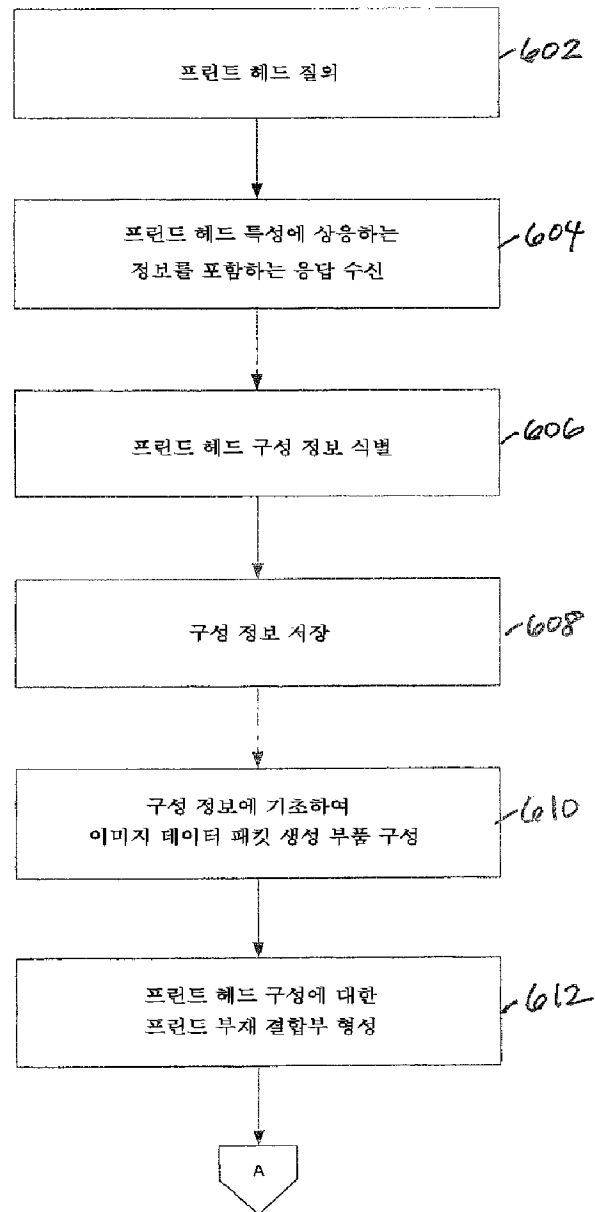 프린트 헤드 질의
602
프린트 헤드 특성에 상응하는
정보를 포함하는 응답 수신
604
프린트 헤드 구성 정보 식별
606
구성 정보 저장
608
구성 정보에 기초하여
이미지 데이터 패킷 생성 부품 구성
610
프린트 헤드 구성에 대한
프린트 부재 결합부 형성
612
A